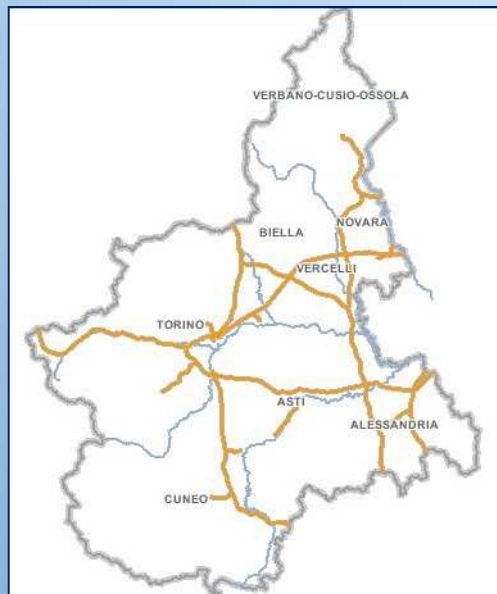 VERBANO-CUSIO-OSSOLA
NOVARA
BIELLA
VERCELLI
TORINO
ASTI
ALESSANDRIA
CUNEO